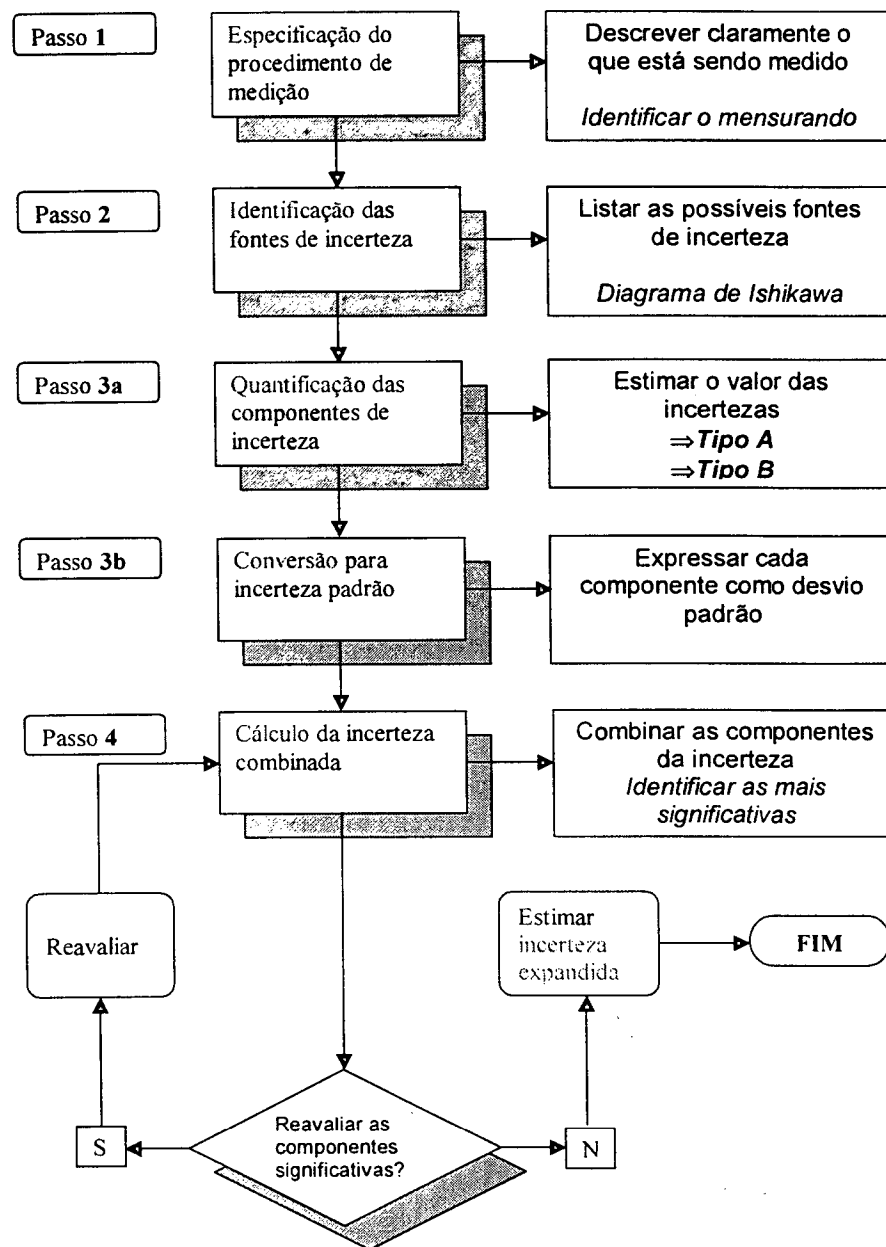 Passo 1
Especificação do
procedimento de
medição
Descrever claramente o
que está sendo medido
Identificar o mensurando
Passo 2
Identificação das
fontes de incerteza
Listar as possíveis fontes
de incerteza
Diagrama de Ishikawa
Passo 3a
Quantificação das
componentes de
incerteza
Estimar o valor das
incertezas
⇒Tipo A
⇒Tipo B
Passo 3b
Conversão para
incerteza padrão
Expressar cada
componente como desvio
padrão
Passo 4
Cálculo da incerteza
combinada
Combinar as componentes
da incerteza
Identificar as mais
significativas
Reavaliar
Estimar
incerteza
expandida
FIM
S
Reavaliar as
componentes
significativas?
N